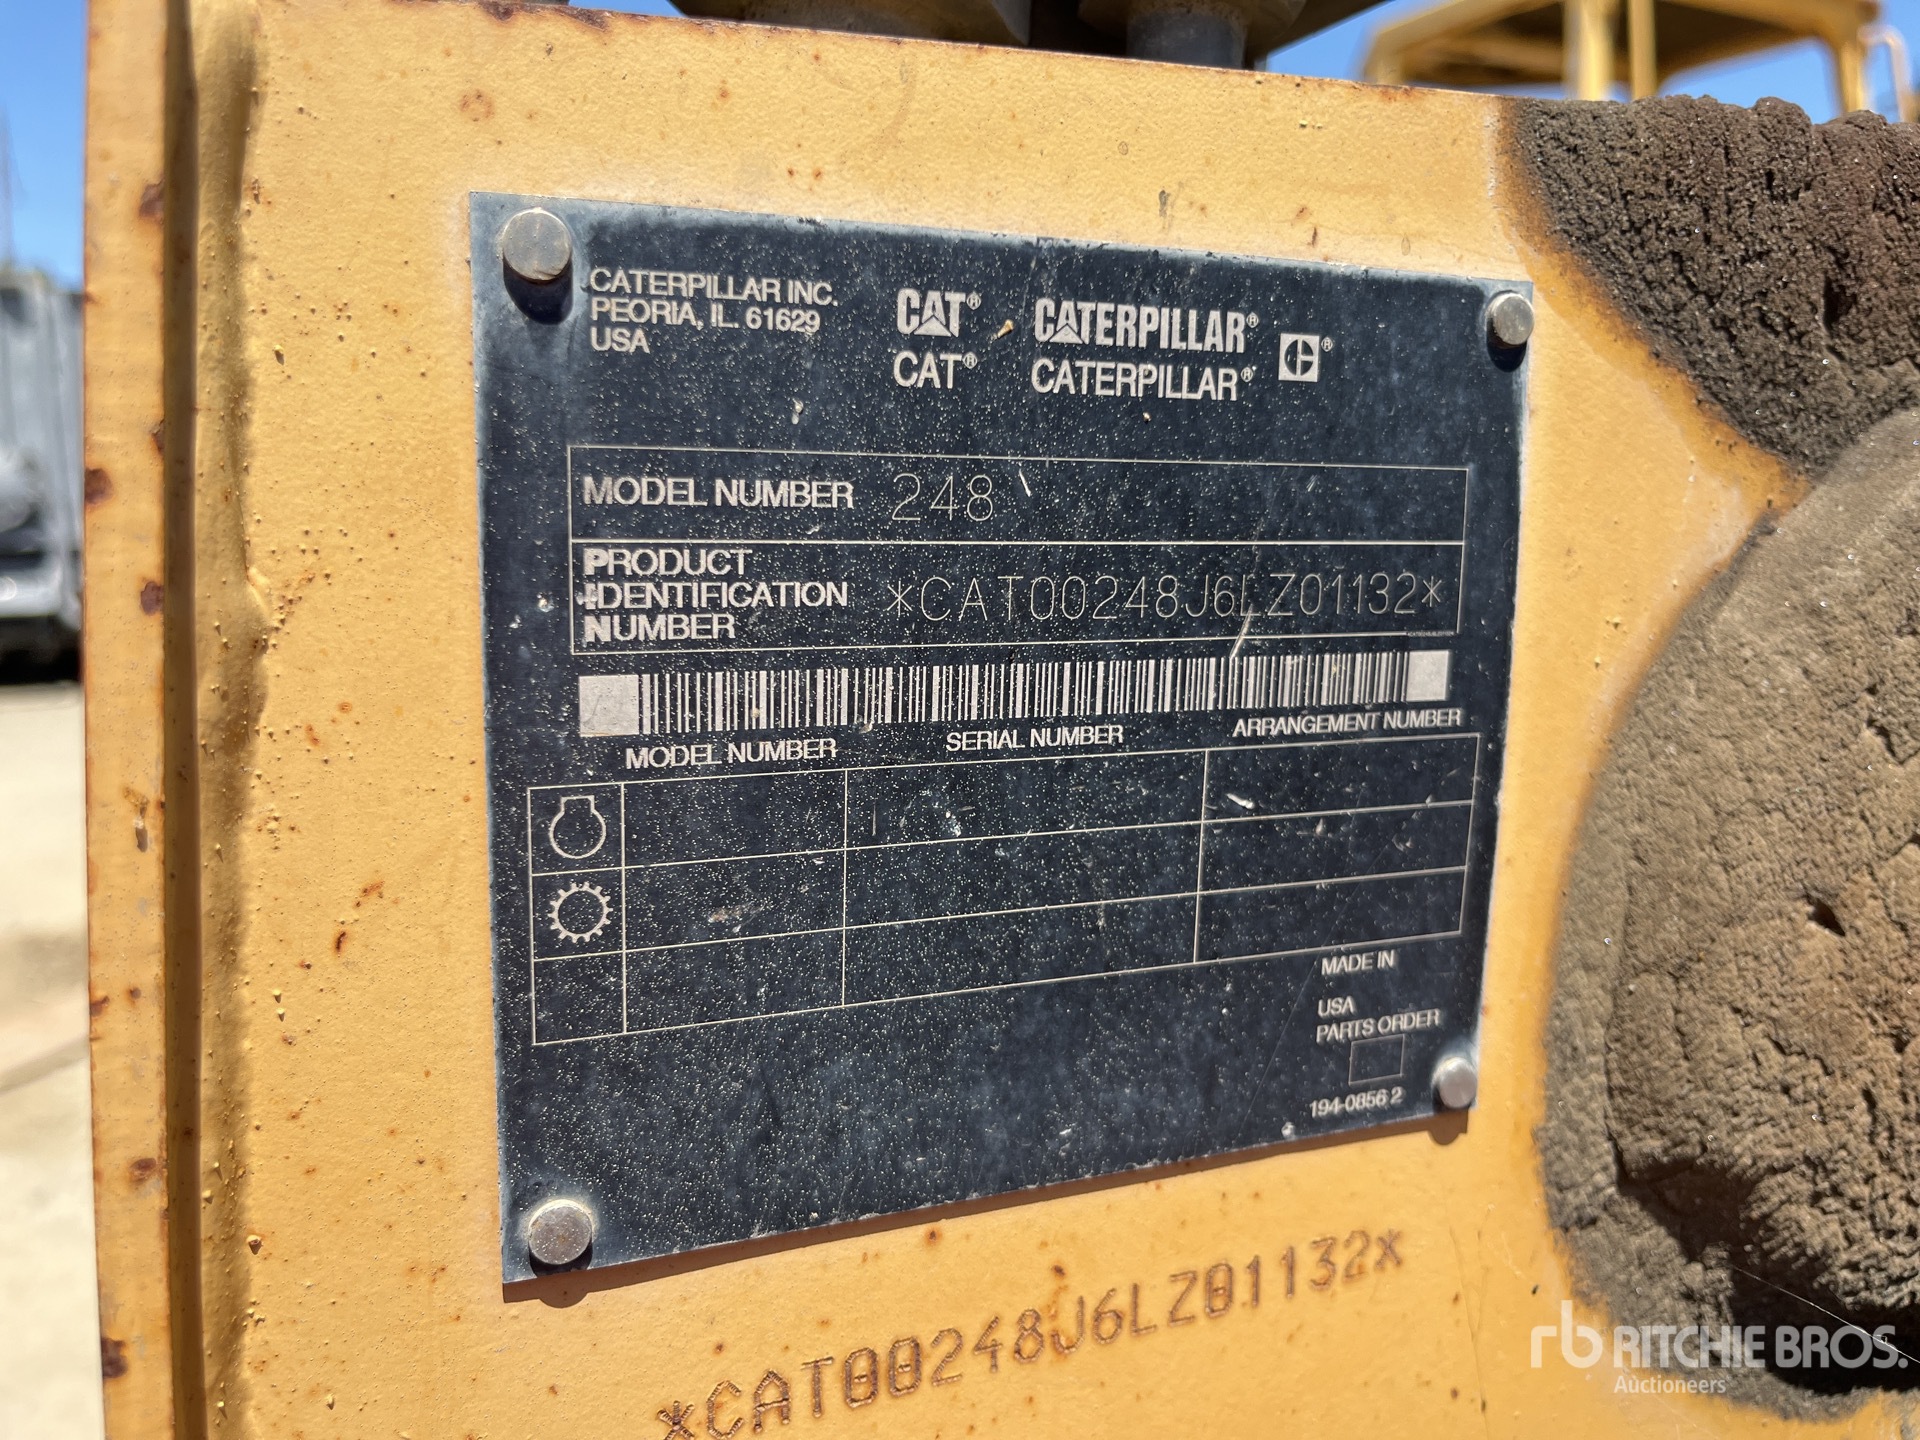 CATERPILLAR INC.
PEORIA, IL. 61629
USA
CAT® CATERPILLAR®
CAT® CATERPILLAR®
MODEL NUMBER 248
PRODUCT IDENTIFICATION NUMBER *CAT00248J6LZ01132*
MODEL NUMBER SERIAL NUMBER ARRANGEMENT NUMBER
MADE IN
USA
PARTS ORDER
194-0856 2
*CAT00248J6LZ01132*
rb RITCHIE BROS.
Auctioneers